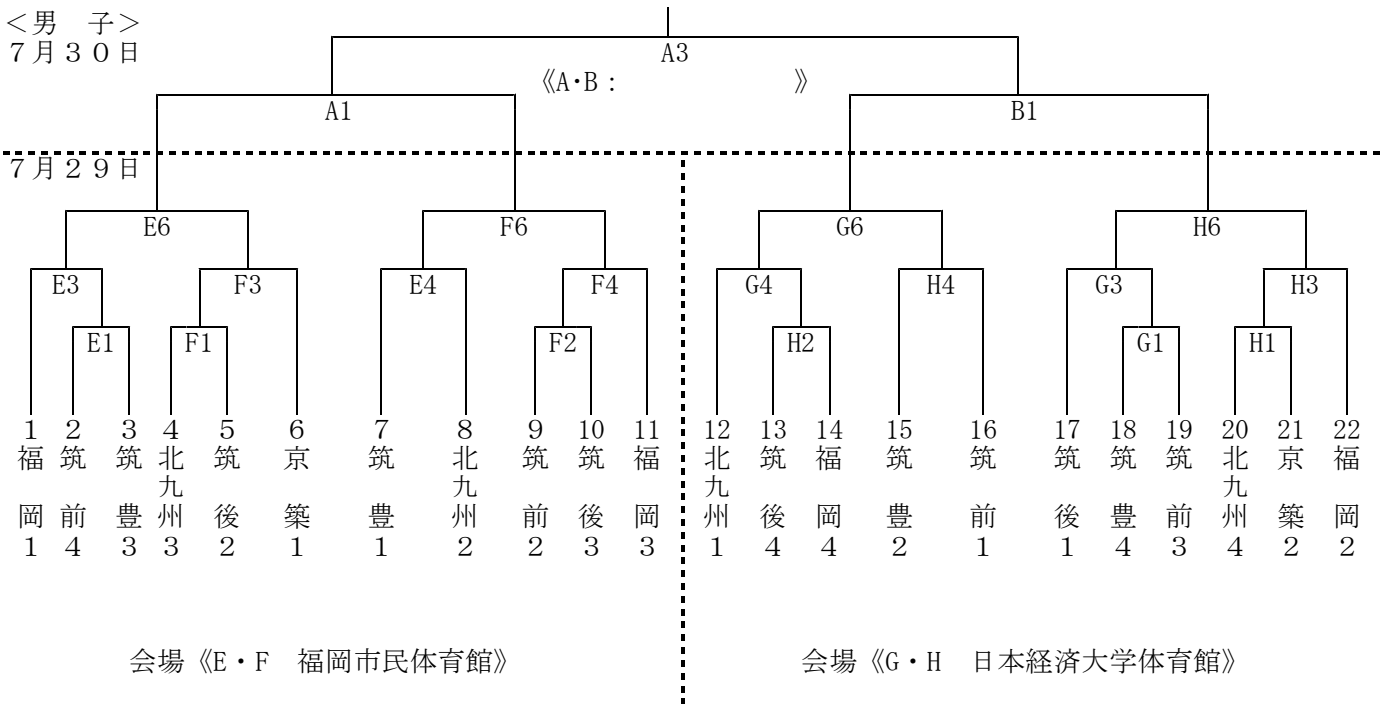 ＜男　子＞
７月３０日
A3
《A・B：　　　　　　》
A1 B1
７月２９日
E6 F6 G6 H6
E3 F3 E4 F4 G4 H4 G3 H3
E1 F1 F2 H2 G1 H1
1 2 3 4 5 6 7 8 9 10 11 12 13 14 15 16 17 18 19 20 21 22
福岡１ 筑前４ 筑豊３ 北九州３ 筑後２ 京築１ 筑豊１ 北九州２ 筑前２ 筑後３ 福岡３ 北九州１ 筑後４ 福岡４ 筑豊２ 筑前１ 筑後１ 筑豊４ 筑前３ 北九州４ 京築２ 福岡２
会場《E・F　福岡市民体育館》 会場《G・H　日本経済大学体育館》